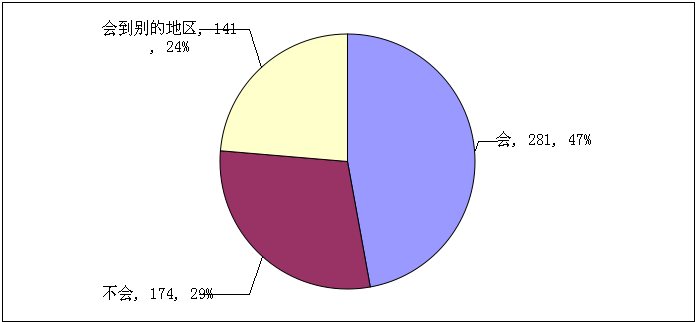 会到别的地区, 141
, 24%
会, 281, 47%
不会, 174, 29%